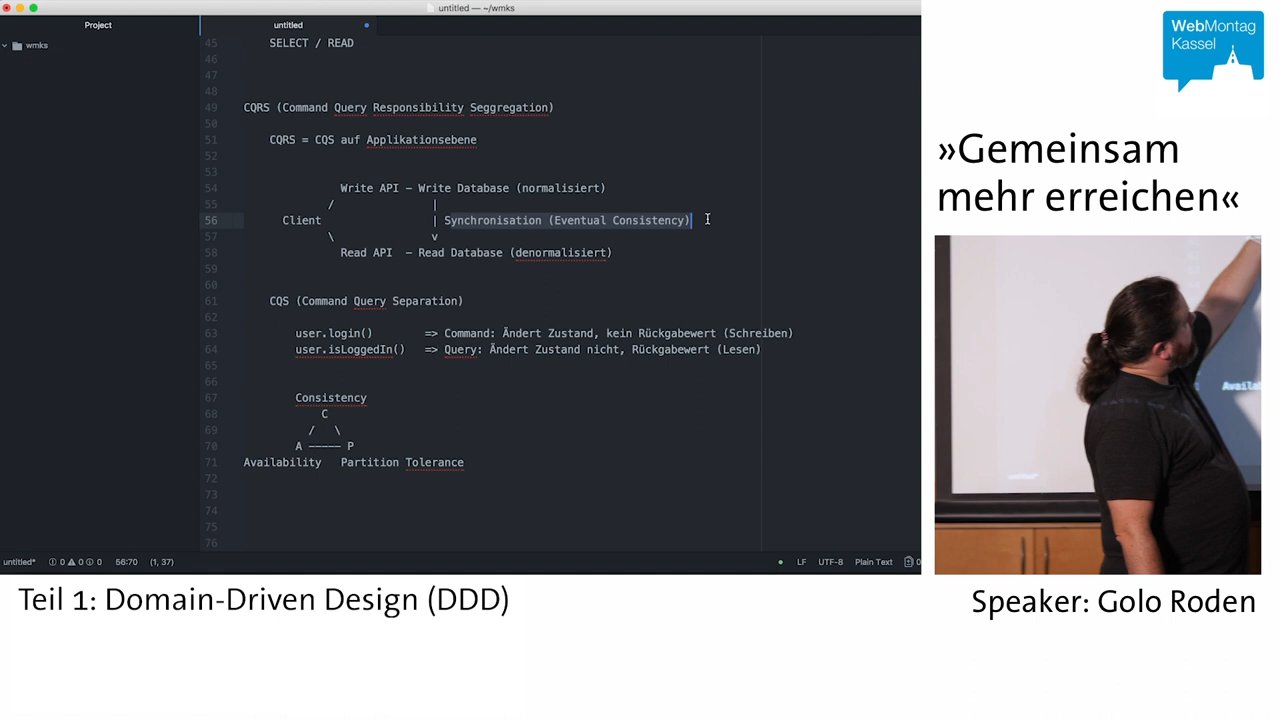 untitled — ~/wmks
Project
untitled
wmks
45 SELECT / READ
46
47
48
49 CQRS (Command Query Responsibility Seggregation)
50
51 CQRS = CQS auf Applikationsebene
52
53
54 Write API – Write Database (normalisiert)
55 / |
56 Client | Synchronisation (Eventual Consistency)
57 \ v
58 Read API – Read Database (denormalisiert)
59
60
61 CQS (Command Query Separation)
62
63 user.login() => Command: Ändert Zustand, kein Rückgabewert (Schreiben)
64 user.isLoggedIn() => Query: Ändert Zustand nicht, Rückgabewert (Lesen)
65
66
67 Consistency
68 C
69 / \
70 A ––––– P
71 Availability Partition Tolerance
72
73
74
75
76
untitled* 0 0 0 56:70 (1, 37) LF UTF-8 Plain Text 0
WebMontag
Kassel
»Gemeinsam
mehr erreichen«
Teil 1: Domain-Driven Design (DDD)
Speaker: Golo Roden